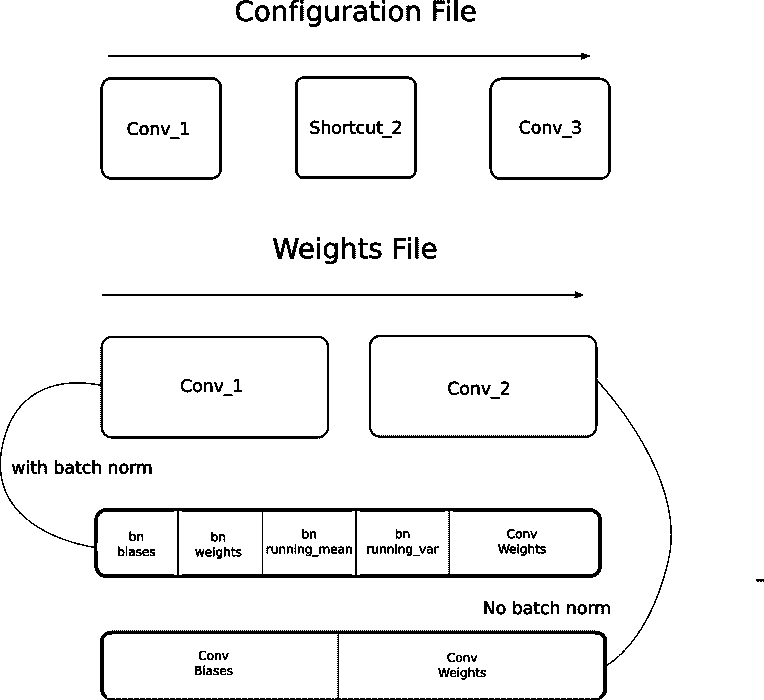 Configuration File
Conv_1
Shortcut_2
Conv_3
Weights File
Conv_1
Conv_2
with batch norm
bn
biases
bn
weights
bn
running_mean
bn
running_var
Conv
Weights
No batch norm
Conv
Biases
Conv
Weights